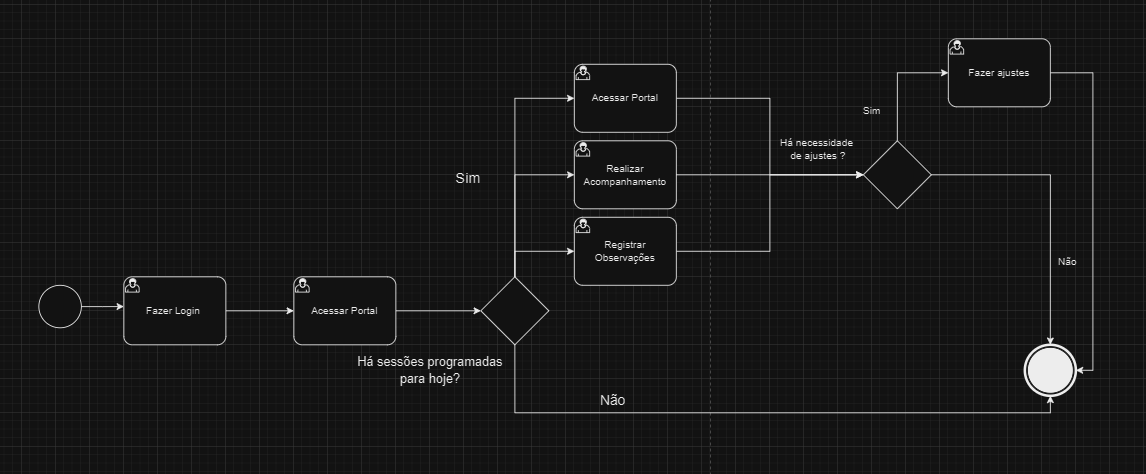 Fazer Login
Acessar Portal
Há sessões programadas
para hoje?
Sim
Não
Acessar Portal
Realizar
Acompanhamento
Registrar
Observações
Há necessidade
de ajustes ?
Sim
Fazer ajustes
Não